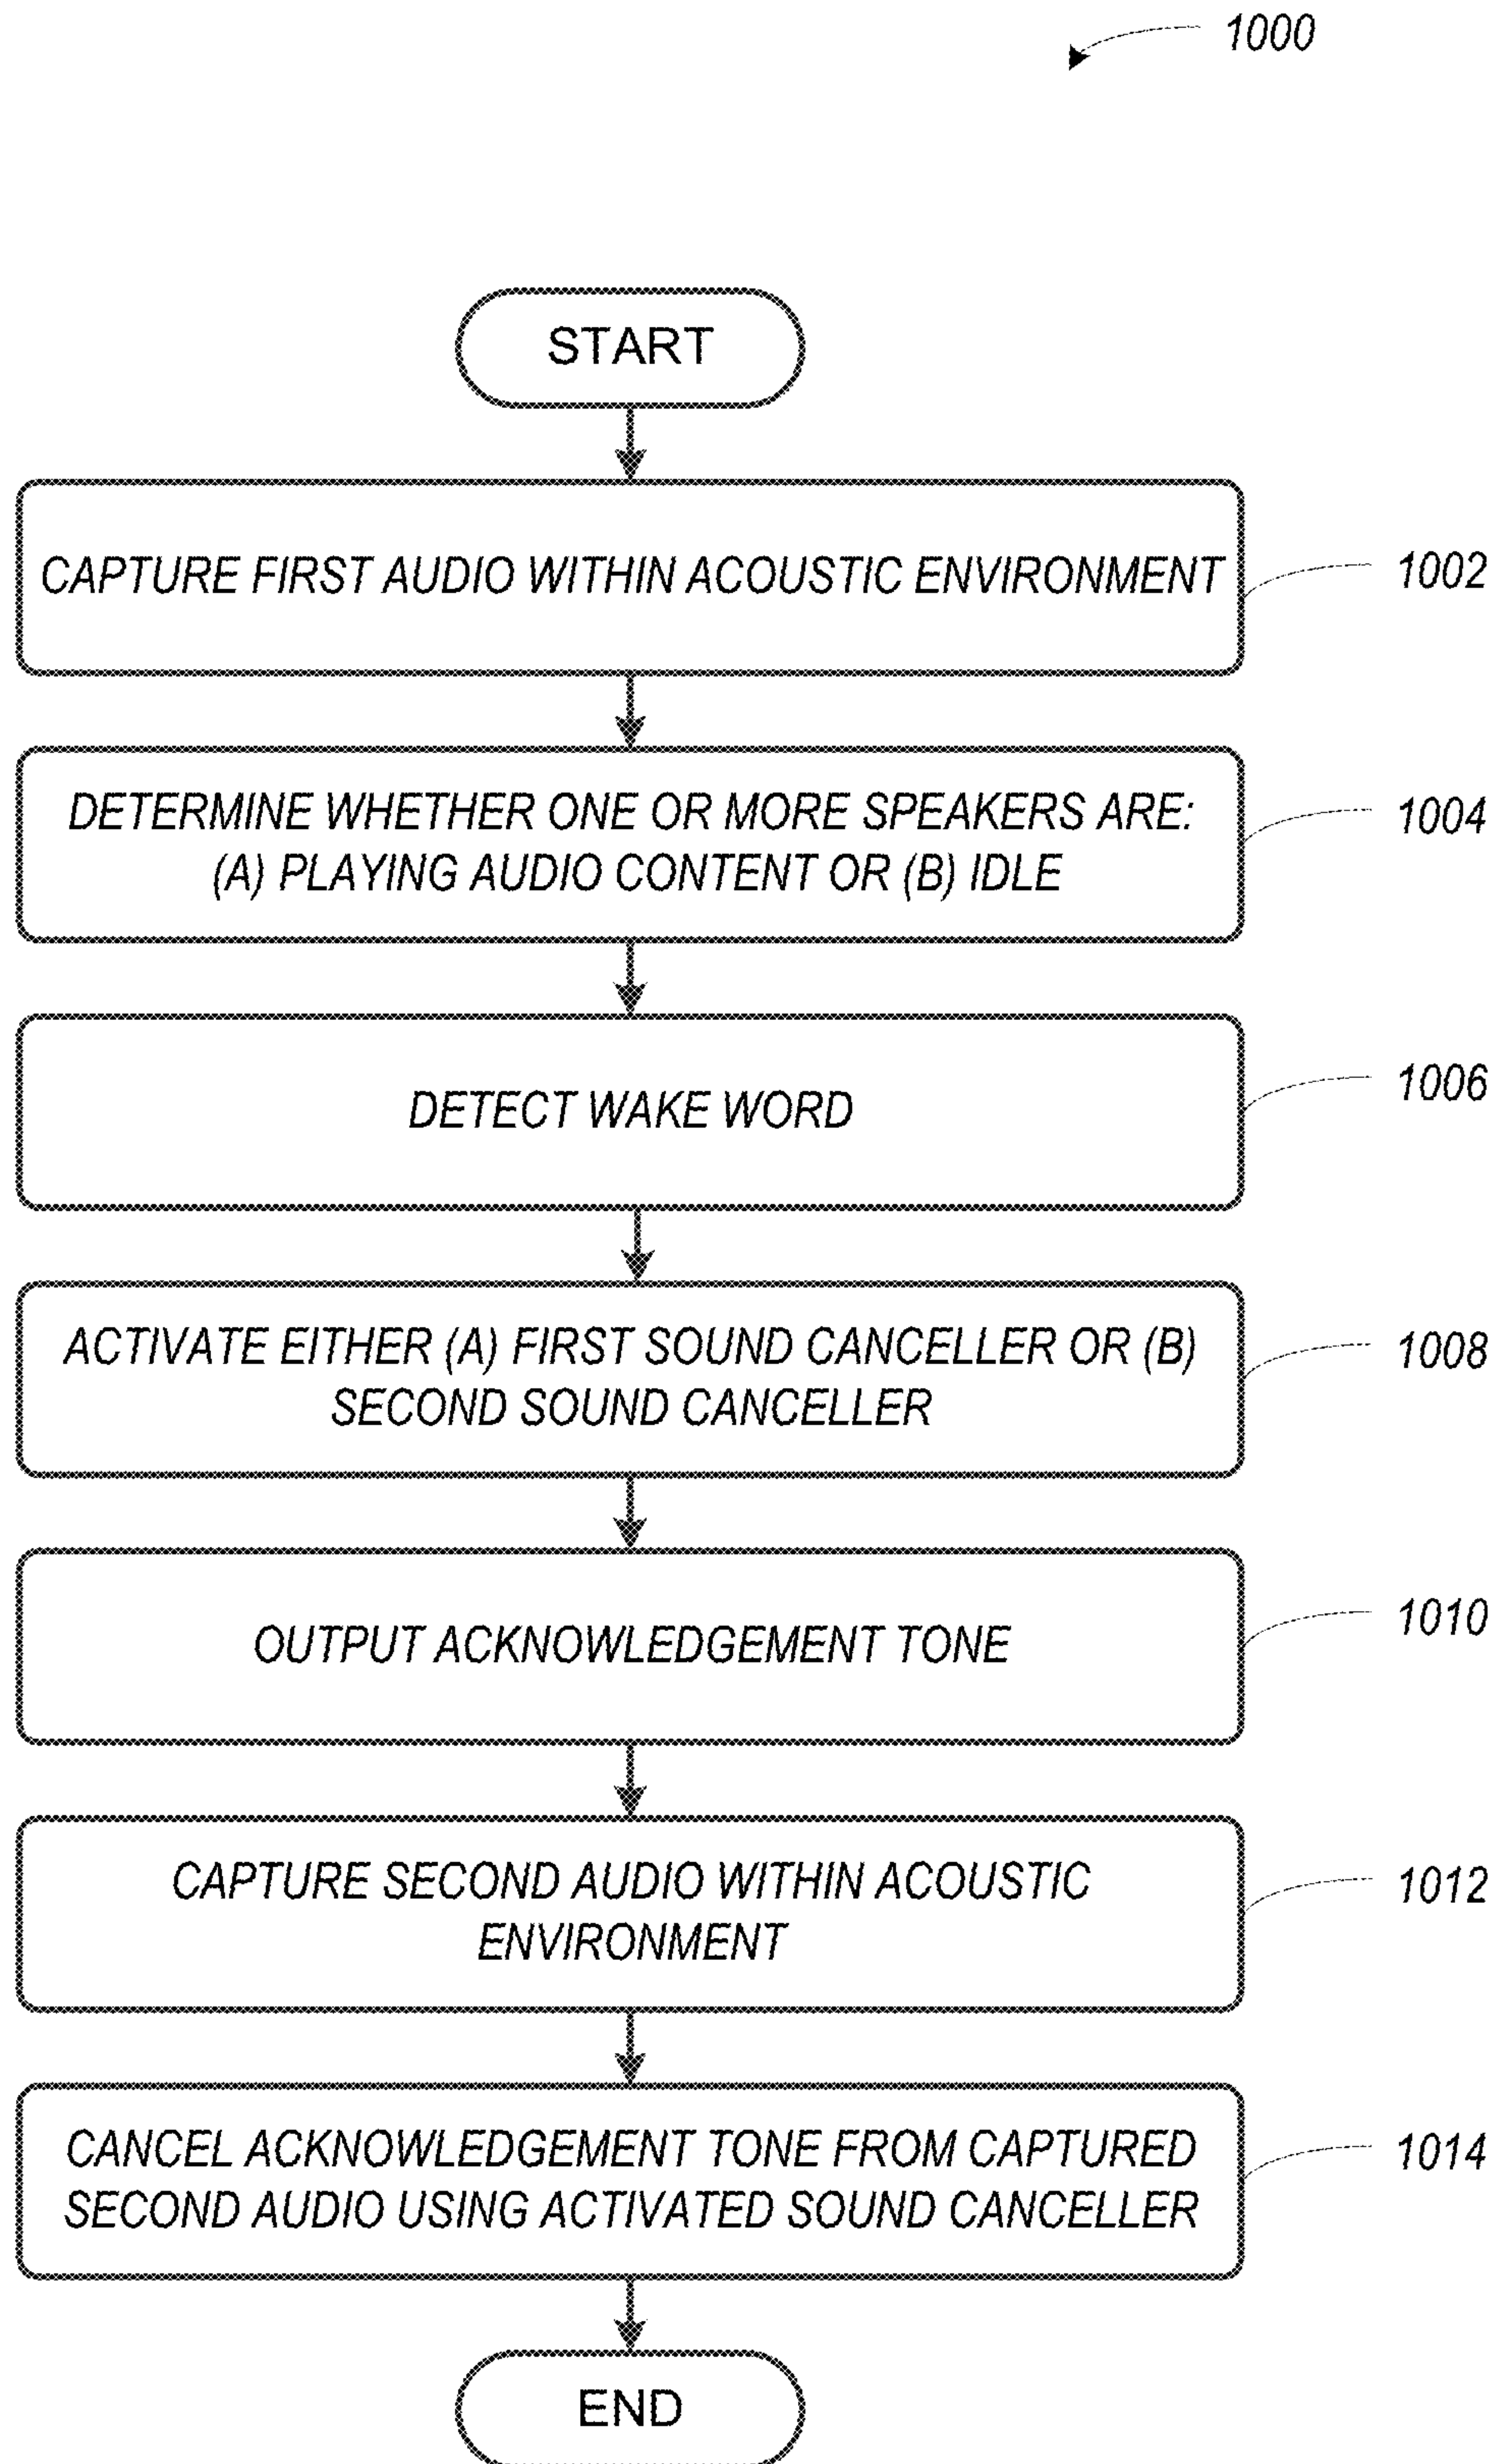 1000
START
CAPTURE FIRST AUDIO WITHIN ACOUSTIC ENVIRONMENT
1002
DETERMINE WHETHER ONE OR MORE SPEAKERS ARE:
(A) PLAYING AUDIO CONTENT OR (B) IDLE
1004
DETECT WAKE WORD
1006
ACTIVATE EITHER (A) FIRST SOUND CANCELLER OR (B)
SECOND SOUND CANCELLER
1008
OUTPUT ACKNOWLEDGEMENT TONE
1010
CAPTURE SECOND AUDIO WITHIN ACOUSTIC
ENVIRONMENT
1012
CANCEL ACKNOWLEDGEMENT TONE FROM CAPTURED
SECOND AUDIO USING ACTIVATED SOUND CANCELLER
1014
END